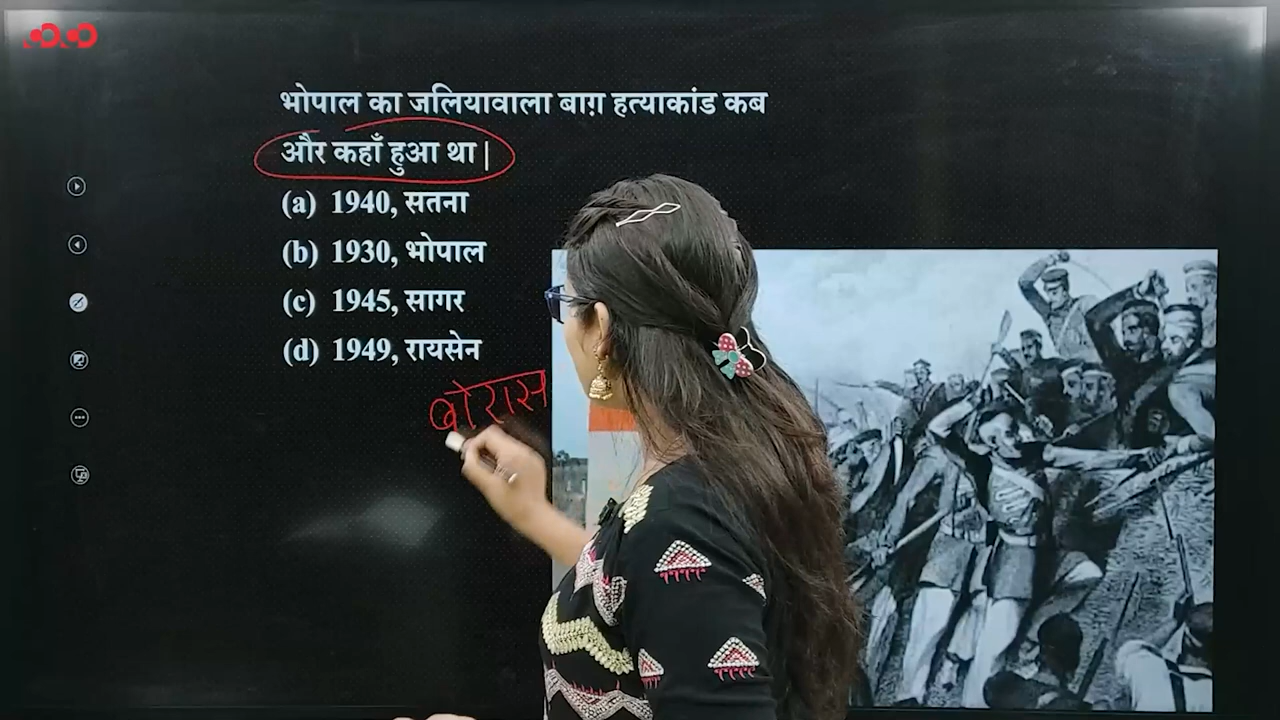 भोपाल का जलियावाला बाग़ हत्याकांड कब
और कहाँ हुआ था |
(a) 1940, सतना
(b) 1930, भोपाल
(c) 1945, सागर
(d) 1949, रायसेन
बोरास